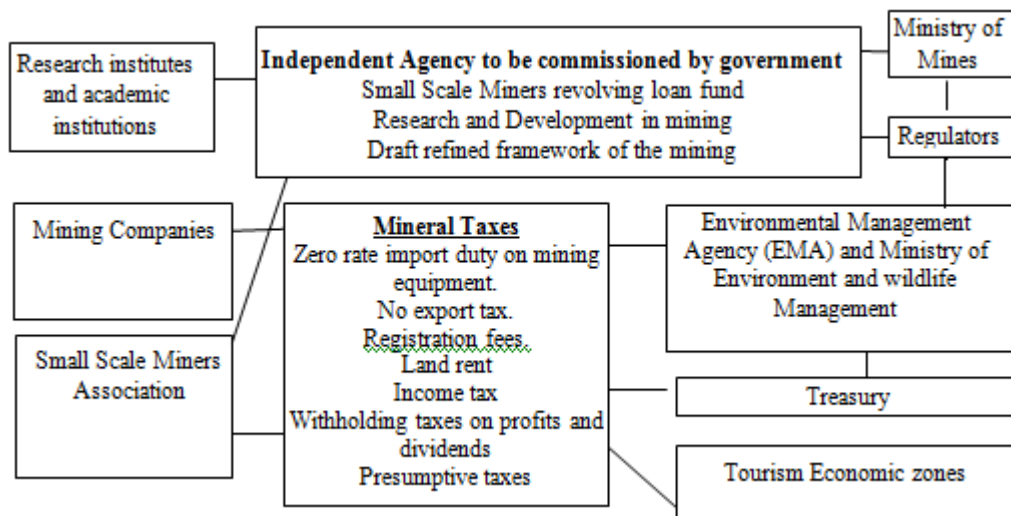 Research institutes
and academic
institutions
Independent Agency to be commissioned by government
Small Scale Miners revolving loan fund
Research and Development in mining
Draft refined framework of the mining
Ministry of
Mines
Regulators
Mining Companies
Mineral Taxes
Zero rate import duty on mining
equipment.
No export tax.
Registration fees.
Land rent
Income tax
Withholding taxes on profits and
dividends
Presumptive taxes
Environmental Management
Agency (EMA) and Ministry of
Environment and wildlife
Management
Small Scale Miners
Association
Treasury
Tourism Economic zones